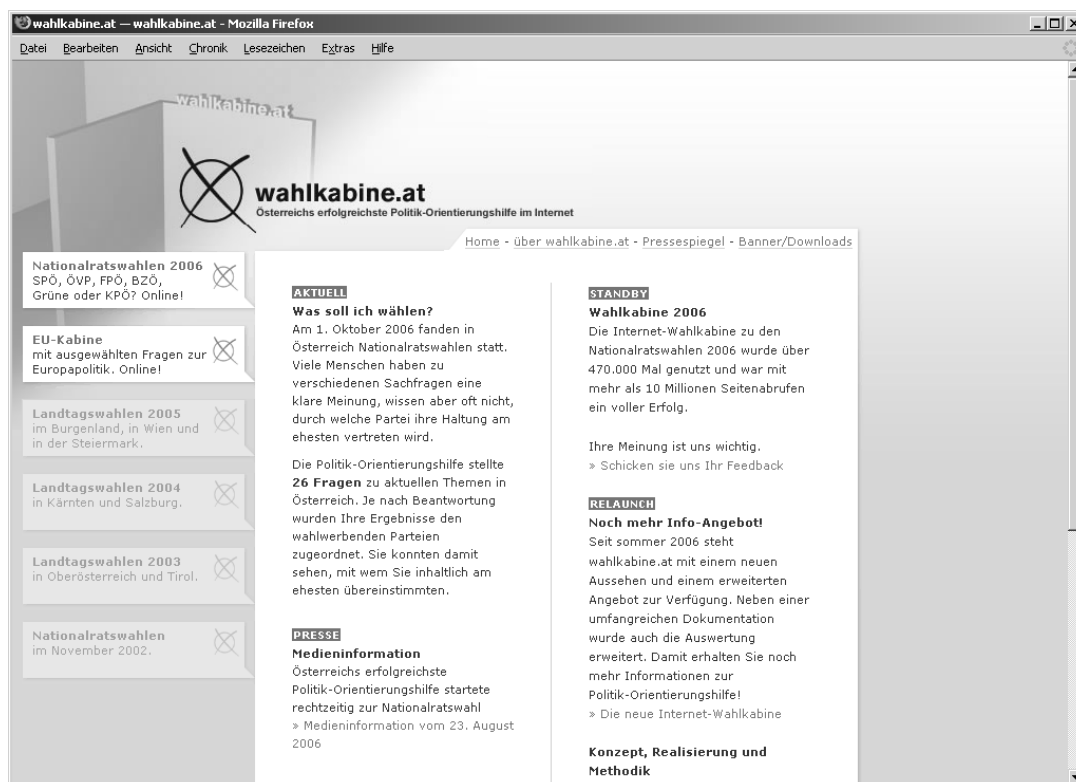 wahlkabine.at — wahlkabine.at - Mozilla Firefox
Datei Bearbeiten Ansicht Chronik Lesezeichen Extras Hilfe
wahlkabine.at
wahlkabine.at
Österreichs erfolgreichste Politik-Orientierungshilfe im Internet
Home - über wahlkabine.at - Pressespiegel - Banner/Downloads
Nationalratswahlen 2006
SPÖ, ÖVP, FPÖ, BZÖ,
Grüne oder KPÖ? Online!
EU-Kabine
mit ausgewählten Fragen zur
Europapolitik. Online!
Landtagswahlen 2005
im Burgenland, in Wien und
in der Steiermark.
Landtagswahlen 2004
in Kärnten und Salzburg.
Landtagswahlen 2003
in Oberösterreich und Tirol.
Nationalratswahlen
im November 2002.
AKTUELL
Was soll ich wählen?
Am 1. Oktober 2006 fanden in
Österreich Nationalratswahlen statt.
Viele Menschen haben zu
verschiedenen Sachfragen eine
klare Meinung, wissen aber oft nicht,
durch welche Partei ihre Haltung am
ehesten vertreten wird.
Die Politik-Orientierungshilfe stellte
26 Fragen zu aktuellen Themen in
Österreich. Je nach Beantwortung
wurden Ihre Ergebnisse den
wahlwerbenden Parteien
zugeordnet. Sie konnten damit
sehen, mit wem Sie inhaltlich am
ehesten übereinstimmten.
PRESSE
Medieninformation
Österreichs erfolgreichste
Politik-Orientierungshilfe startete
rechtzeitig zur Nationalratswahl
» Medieninformation vom 23. August
2006
STANDBY
Wahlkabine 2006
Die Internet-Wahlkabine zu den
Nationalratswahlen 2006 wurde über
470.000 Mal genutzt und war mit
mehr als 10 Millionen Seitenabrufen
ein voller Erfolg.
Ihre Meinung ist uns wichtig.
» Schicken sie uns Ihr Feedback
RELAUNCH
Noch mehr Info-Angebot!
Seit sommer 2006 steht
wahlkabine.at mit einem neuen
Aussehen und einem erweiterten
Angebot zur Verfügung. Neben einer
umfangreichen Dokumentation
wurde auch die Auswertung
erweitert. Damit erhalten Sie noch
mehr Informationen zur
Politik-Orientierungshilfe!
» Die neue Internet-Wahlkabine
Konzept, Realisierung und
Methodik